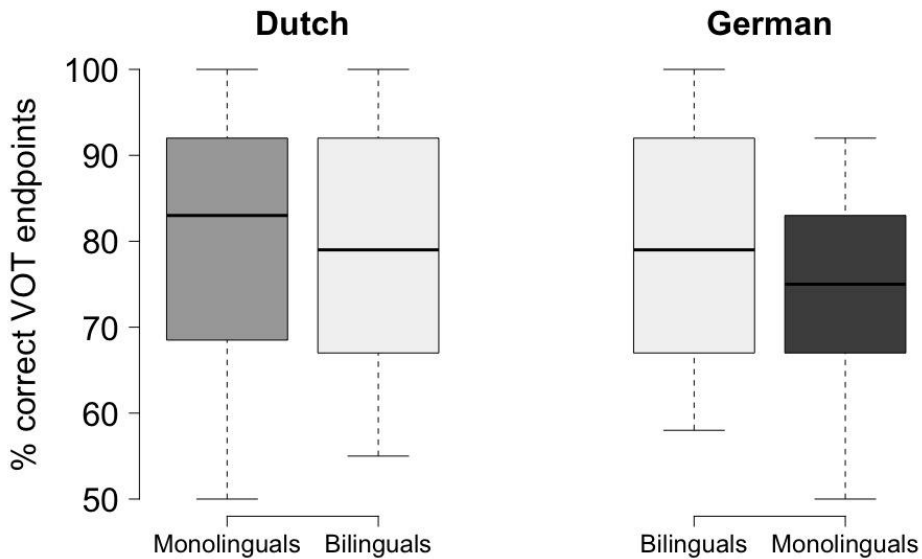 Dutch
German
% correct VOT endpoints
100
90
80
70
60
50
Monolinguals
Bilinguals
Bilinguals
Monolinguals